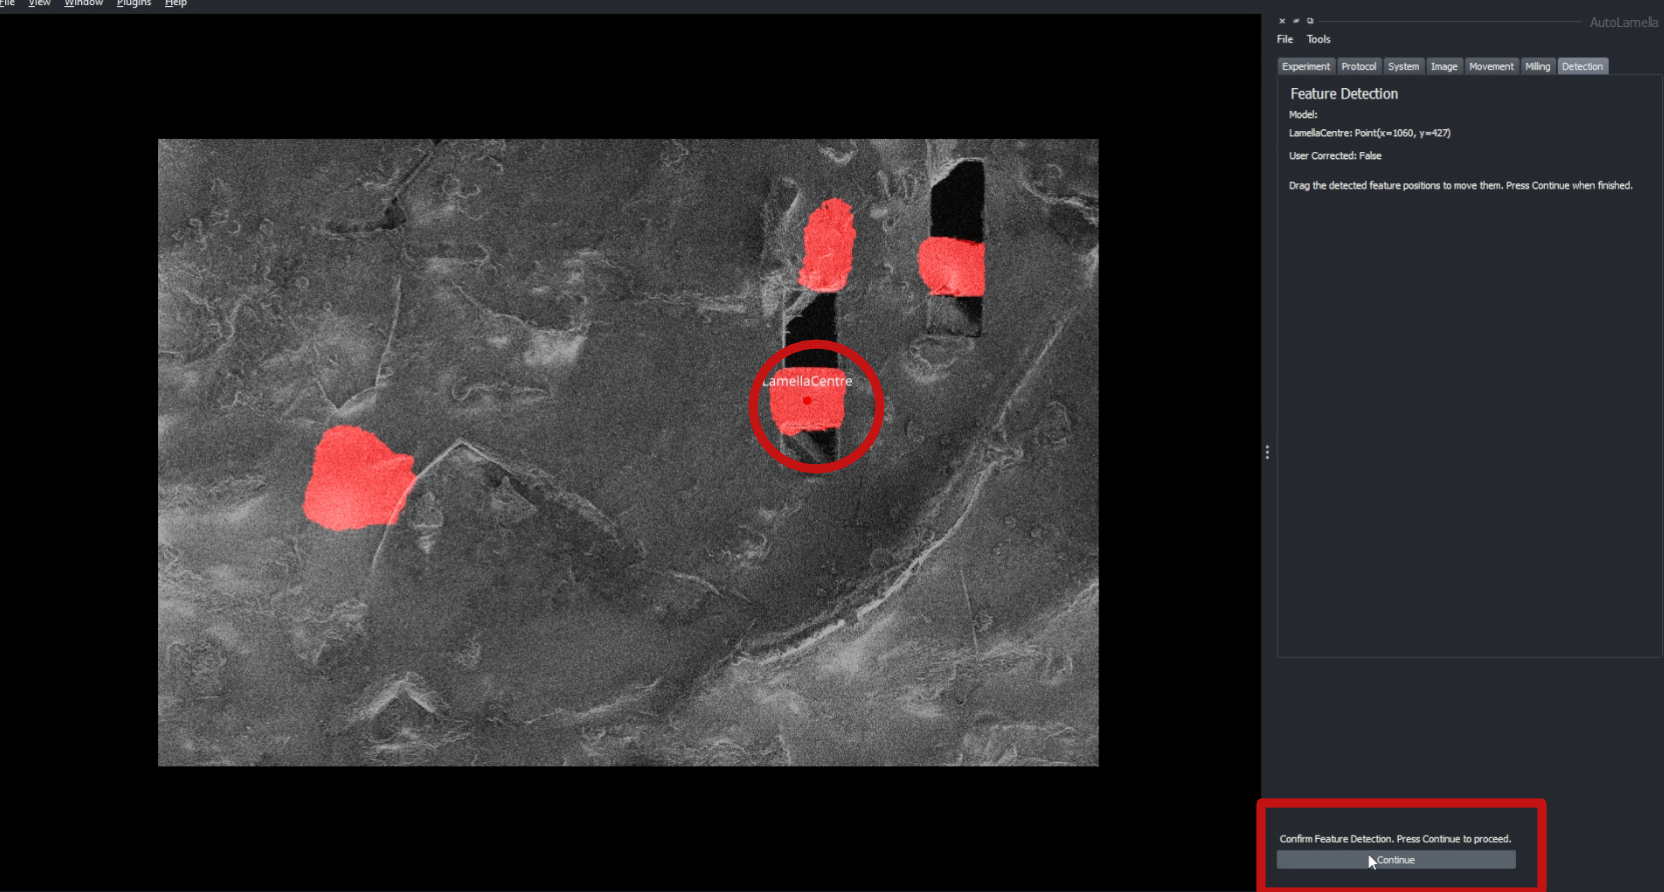 File View Window Plugins Help
AutoLamella
File Tools
Experiment Protocol System Image Movement Milling Detection
Feature Detection
Model:
LamellaCentre: Point(x=1060, y=427)
User Corrected: False
Drag the detected feature positions to move them. Press Continue when finished.
LamellaCentre
Confirm Feature Detection. Press Continue to proceed.
Continue